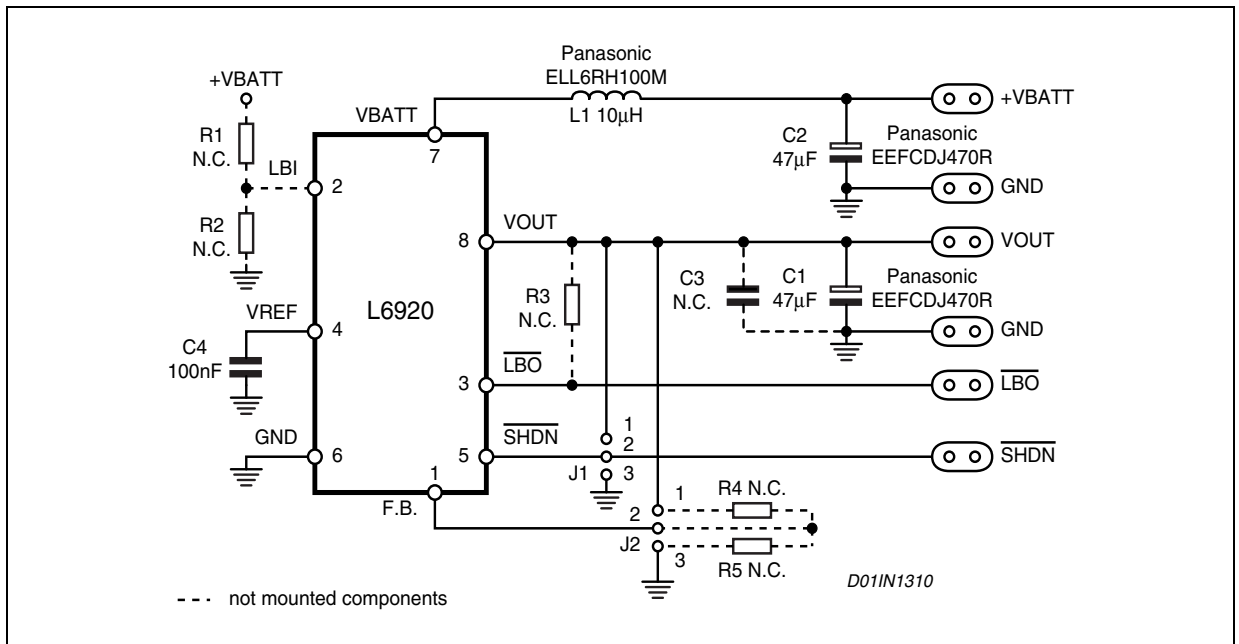 Panasonic
ELL6RH100M
L1 10µH
+VBATT
VBATT
7
+VBATT
R1
N.C.
LBI
2
C2
47µF
Panasonic
EEFCDJ470R
GND
R2
N.C.
VOUT
8
VOUT
L6920
R3
N.C.
C3
N.C.
C1
47µF
Panasonic
EEFCDJ470R
VREF
4
GND
C4
100nF
LBO
3
LBO
GND
6
SHDN
5
1
2
3
J1
SHDN
1
F.B.
1
2
3
J2
R4 N.C.
R5 N.C.
D01IN1310
--- not mounted components